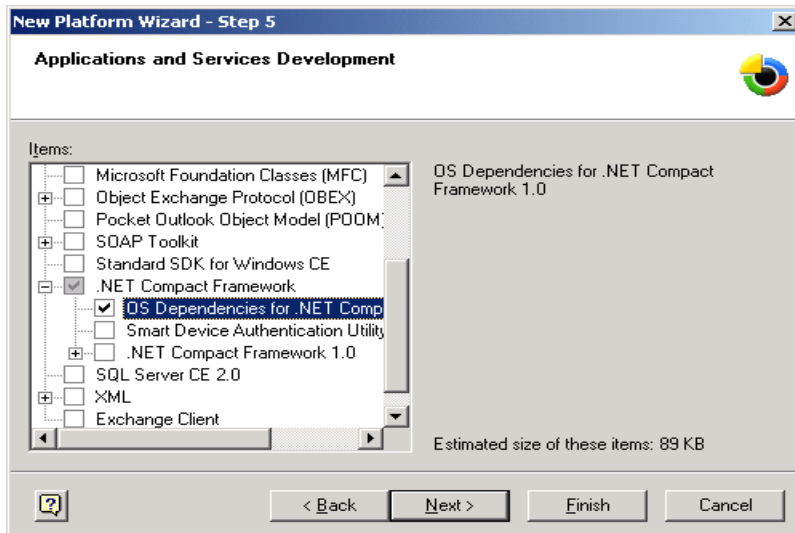 New Platform Wizard - Step 5
Applications and Services Development
Items:
Microsoft Foundation Classes (MFC)
Object Exchange Protocol (OBEX)
Pocket Outlook Object Model (POOM)
SOAP Toolkit
Standard SDK for Windows CE
.NET Compact Framework
OS Dependencies for .NET Comp
Smart Device Authentication Utility
.NET Compact Framework 1.0
SQL Server CE 2.0
XML
Exchange Client
OS Dependencies for .NET Compact
Framework 1.0
Estimated size of these items: 89 KB
< Back
Next >
Finish
Cancel